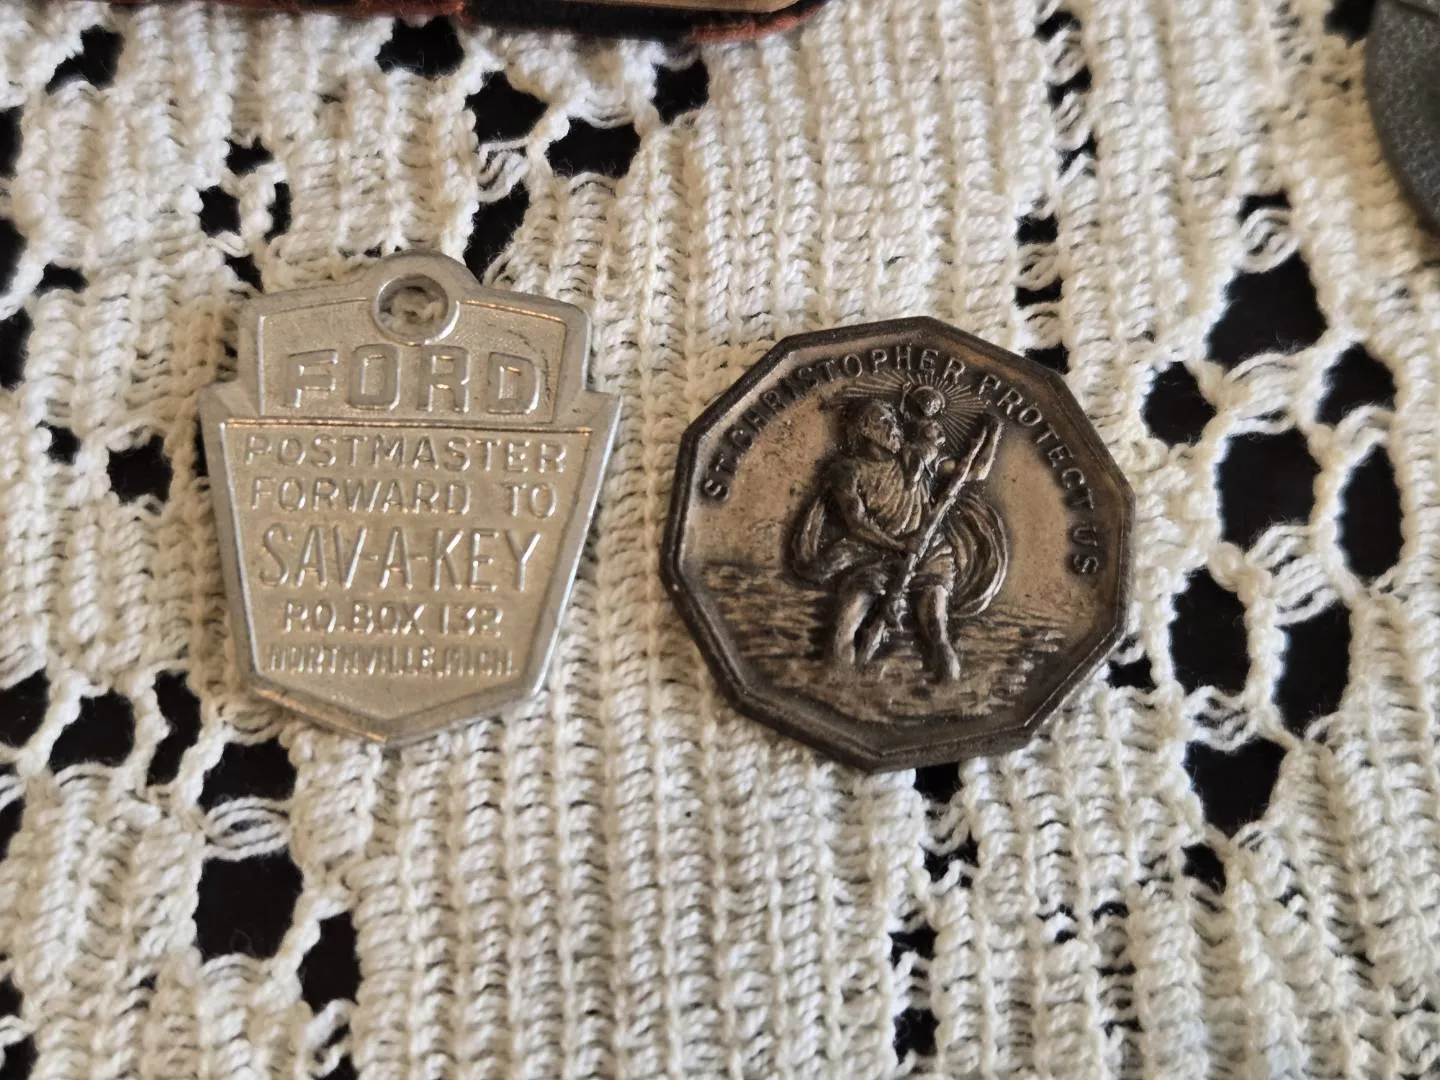 FORD
POSTMASTER
FORWARD TO
SAV-A-KEY
P.O. BOX 132
NORTHVILLE, MICH.
ST. CHRISTOPHER PROTECT US